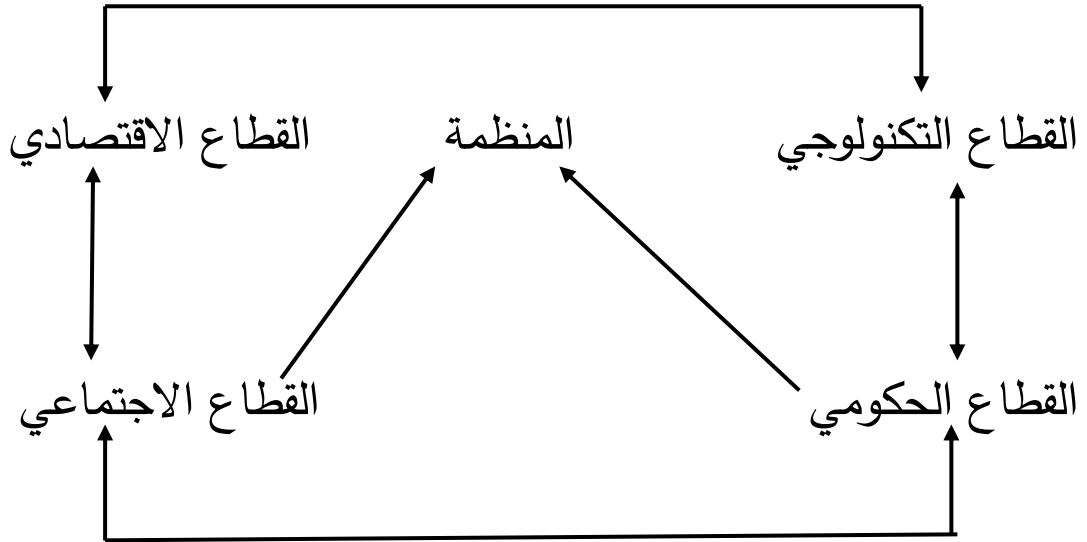 القطاع التكنولوجي
المنظمة
القطاع الاقتصادي
القطاع الحكومي
القطاع الاجتماعي